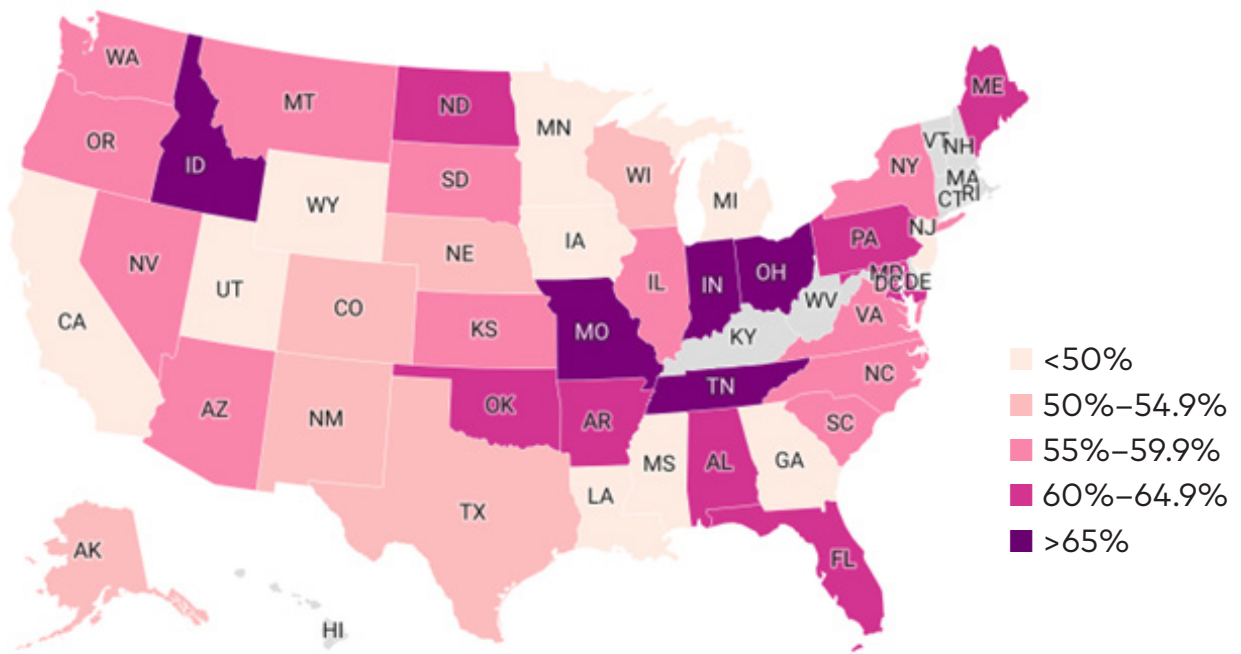 WA
MT
ND
MN
ME
OR
ID
SD
WI
MI
NY
VT
NH
MA
CT
RI
WY
NE
IA
PA
NJ
NV
UT
CO
KS
IL
IN
OH
MD
DC
DE
WV
VA
CA
MO
KY
NC
AZ
NM
OK
AR
TN
SC
TX
LA
MS
AL
GA
AK
HI
FL
<50%
50%–54.9%
55%–59.9%
60%–64.9%
>65%